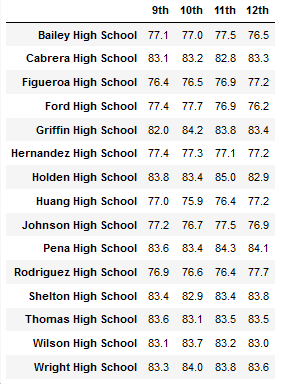 9th 10th 11th 12th
Bailey High School 77.1 77.0 77.5 76.5
Cabrera High School 83.1 83.2 82.8 83.3
Figueroa High School 76.4 76.5 76.9 77.2
Ford High School 77.4 77.7 76.9 76.2
Griffin High School 82.0 84.2 83.8 83.4
Hernandez High School 77.4 77.3 77.1 77.2
Holden High School 83.8 83.4 85.0 82.9
Huang High School 77.0 75.9 76.4 77.2
Johnson High School 77.2 76.7 77.5 76.9
Pena High School 83.6 83.4 84.3 84.1
Rodriguez High School 76.9 76.6 76.4 77.7
Shelton High School 83.4 82.9 83.4 83.8
Thomas High School 83.6 83.1 83.5 83.5
Wilson High School 83.1 83.7 83.2 83.0
Wright High School 83.3 84.0 83.8 83.6